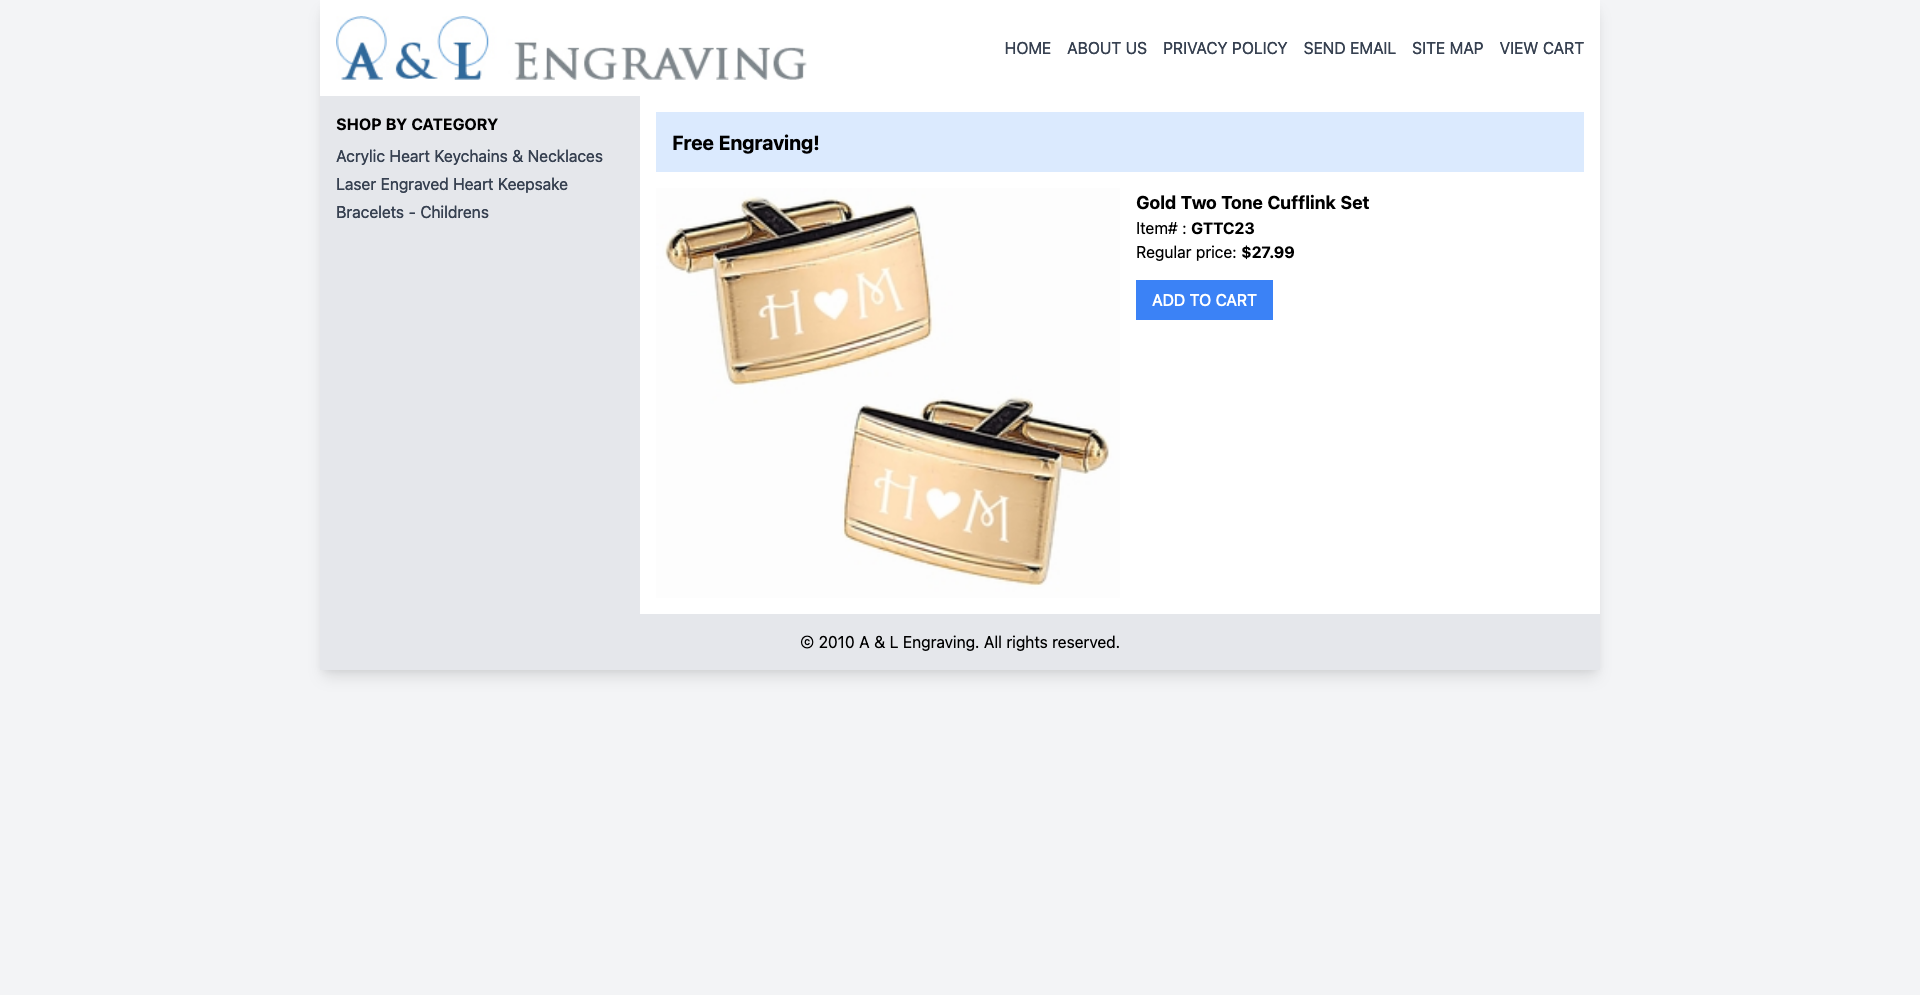 A & L ENGRAVING
HOME ABOUT US PRIVACY POLICY SEND EMAIL SITE MAP VIEW CART
SHOP BY CATEGORY
Acrylic Heart Keychains & Necklaces
Laser Engraved Heart Keepsake
Bracelets - Childrens
Free Engraving!
H ♥ M
H ♥ M
Gold Two Tone Cufflink Set
Item# : GTTC23
Regular price: $27.99
ADD TO CART
© 2010 A & L Engraving. All rights reserved.